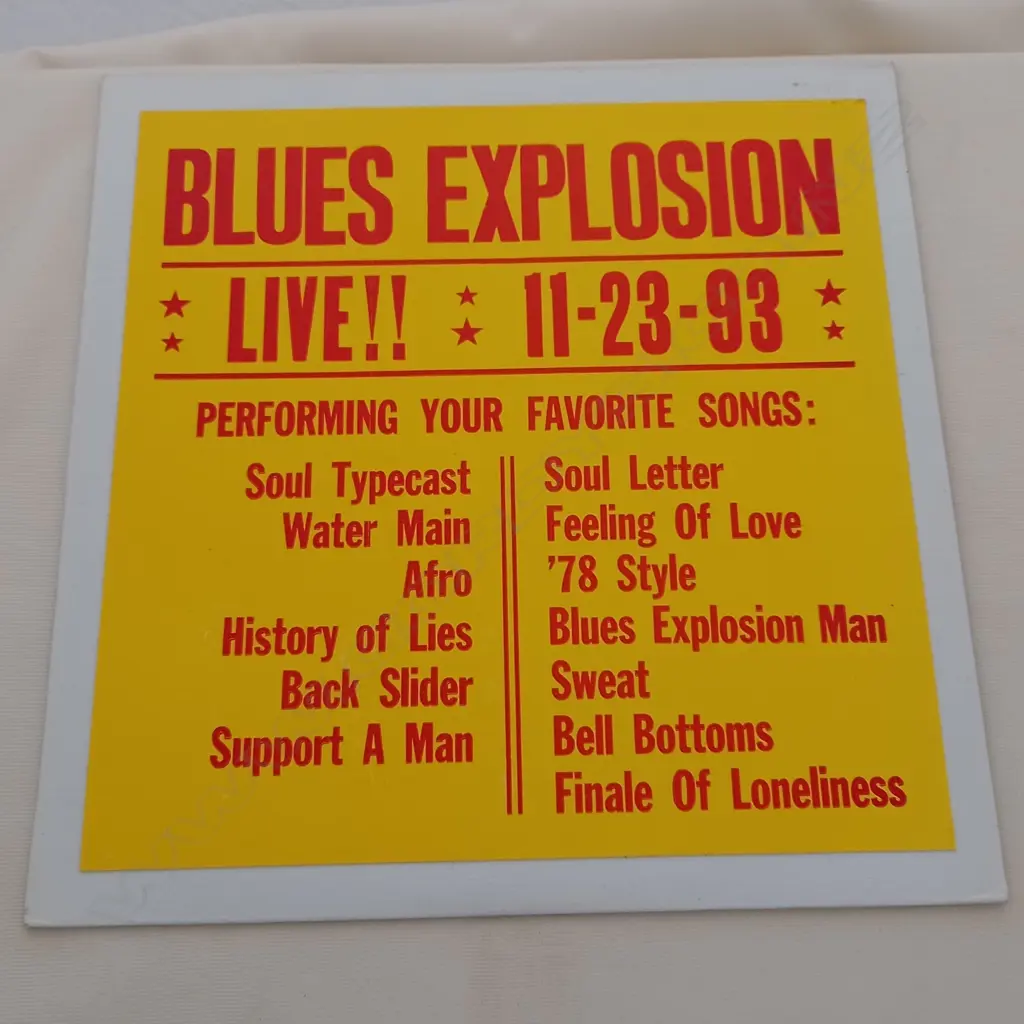 BLUES EXPLOSION
LIVE!! 11-23-93
PERFORMING YOUR FAVORITE SONGS:
Soul Typecast
Water Main
Afro
History of Lies
Back Slider
Support A Man
Soul Letter
Feeling Of Love
'78 Style
Blues Explosion Man
Sweat
Bell Bottoms
Finale Of Loneliness